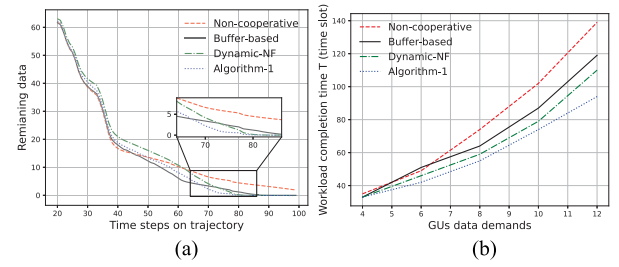 Non-cooperative
Buffer-based
Dynamic-NF
Algorithm-1
Remianing data
60
50
40
30
20
10
0
5
0
70
80
20
30
40
50
60
70
80
90
100
Time steps on trajectory
(a)
Non-cooperative
Buffer-based
Dynamic-NF
Algorithm-1
Workload completion time T (time slot)
140
120
100
80
60
40
4
5
6
7
8
9
10
11
12
GUs data demands
(b)